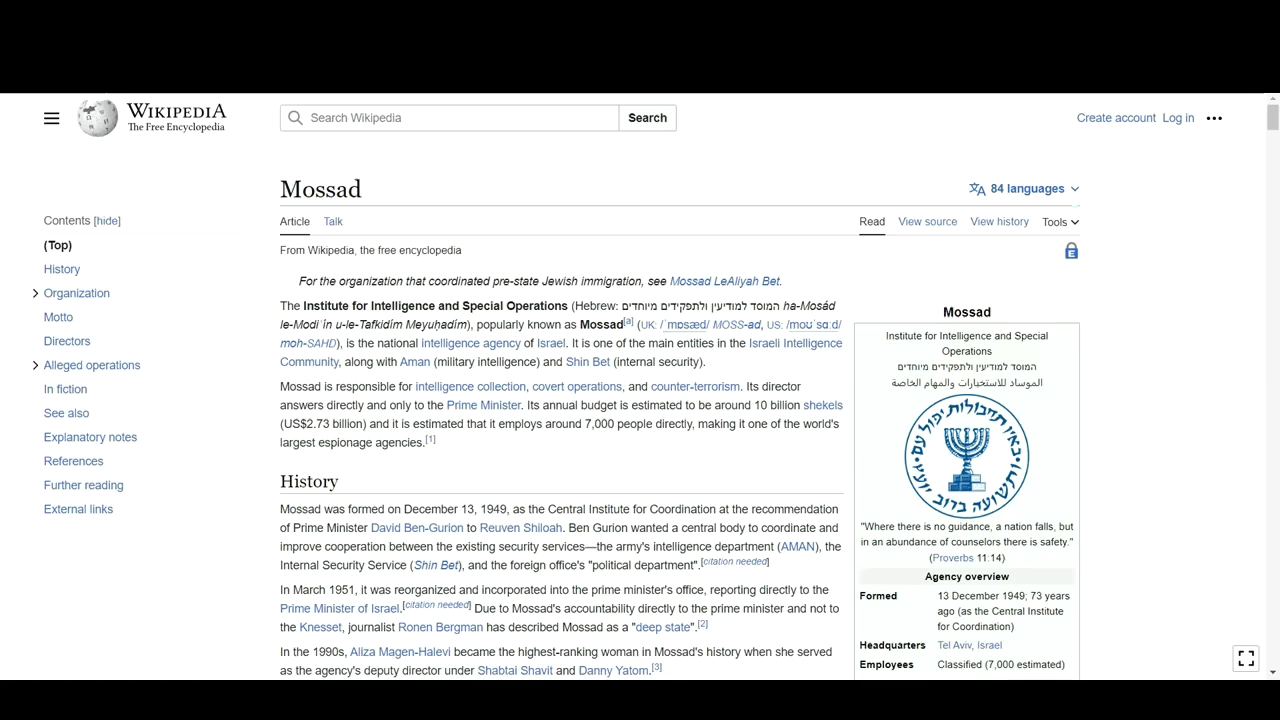 WIKIPEDIA
The Free Encyclopedia
Search Wikipedia
Search
Create account Log in
Mossad
84 languages
Contents [hide]
(Top)
History
Organization
Motto
Directors
Alleged operations
In fiction
See also
Explanatory notes
References
Further reading
External links
Article Talk
Read View source View history Tools
From Wikipedia, the free encyclopedia
E
For the organization that coordinated pre-state Jewish immigration, see Mossad LeAliyah Bet.
The Institute for Intelligence and Special Operations (Hebrew: המוסד למודיעין ולתפקידים מיוחדים ha-Mosád
le-Modiʿín u-le-Tafkidím Meyuḥadím), popularly known as Mossad[a] (UK: /ˈmɒsæd/ MOSS-ad, US: /moʊˈsɑːd/
moh-SAHD), is the national intelligence agency of Israel. It is one of the main entities in the Israeli Intelligence
Community, along with Aman (military intelligence) and Shin Bet (internal security).
Mossad is responsible for intelligence collection, covert operations, and counter-terrorism. Its director
answers directly and only to the Prime Minister. Its annual budget is estimated to be around 10 billion shekels
(US$2.73 billion) and it is estimated that it employs around 7,000 people directly, making it one of the world's
largest espionage agencies.[1]
History
Mossad was formed on December 13, 1949, as the Central Institute for Coordination at the recommendation
of Prime Minister David Ben-Gurion to Reuven Shiloah. Ben Gurion wanted a central body to coordinate and
improve cooperation between the existing security services—the army's intelligence department (AMAN), the
Internal Security Service (Shin Bet), and the foreign office's "political department".[citation needed]
In March 1951, it was reorganized and incorporated into the prime minister's office, reporting directly to the
Prime Minister of Israel.[citation needed] Due to Mossad's accountability directly to the prime minister and not to
the Knesset, journalist Ronen Bergman has described Mossad as a "deep state".[2]
In the 1990s, Aliza Magen-Halevi became the highest-ranking woman in Mossad's history when she served
as the agency's deputy director under Shabtai Shavit and Danny Yatom.[3]
Mossad
Institute for Intelligence and Special
Operations
המוסד למודיעין ולתפקידים מיוחדים
الموساد للاستخبارات والمهام الخاصة
באין תחבולות יפול עם
ותשועה ברוב יועץ
"Where there is no guidance, a nation falls, but
in an abundance of counselors there is safety."
(Proverbs 11:14)
Agency overview
Formed 13 December 1949; 73 years
ago (as the Central Institute
for Coordination)
Headquarters Tel Aviv, Israel
Employees Classified (7,000 estimated)